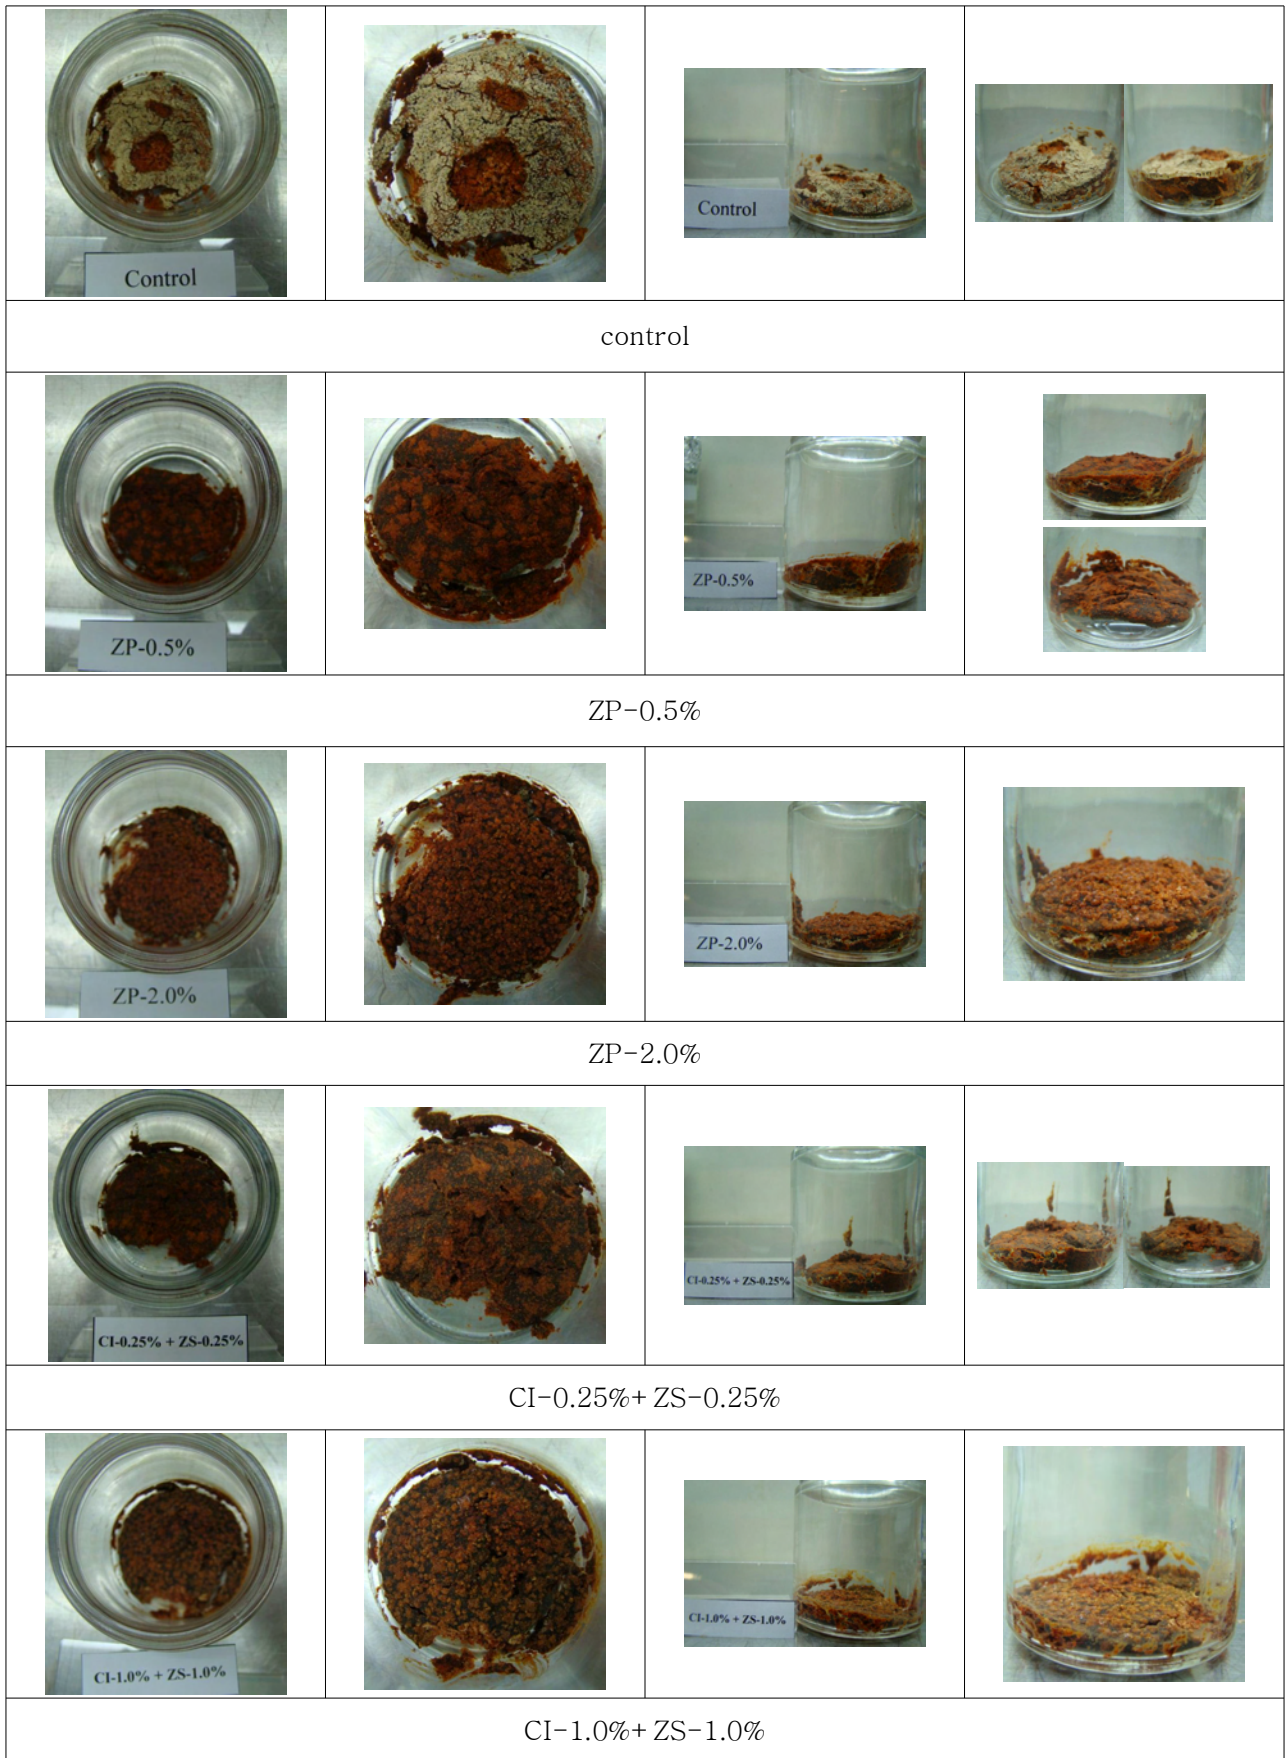 Control
Control
control
ZP-0.5%
ZP-0.5%
ZP-0.5%
ZP-2.0%
ZP-2.0%
ZP-2.0%
CI-0.25% + ZS-0.25%
CI-0.25% + ZS-0.25%
CI-0.25%+ ZS-0.25%
CI-1.0% + ZS-1.0%
CI-1.0% + ZS-1.0%
CI-1.0%+ ZS-1.0%